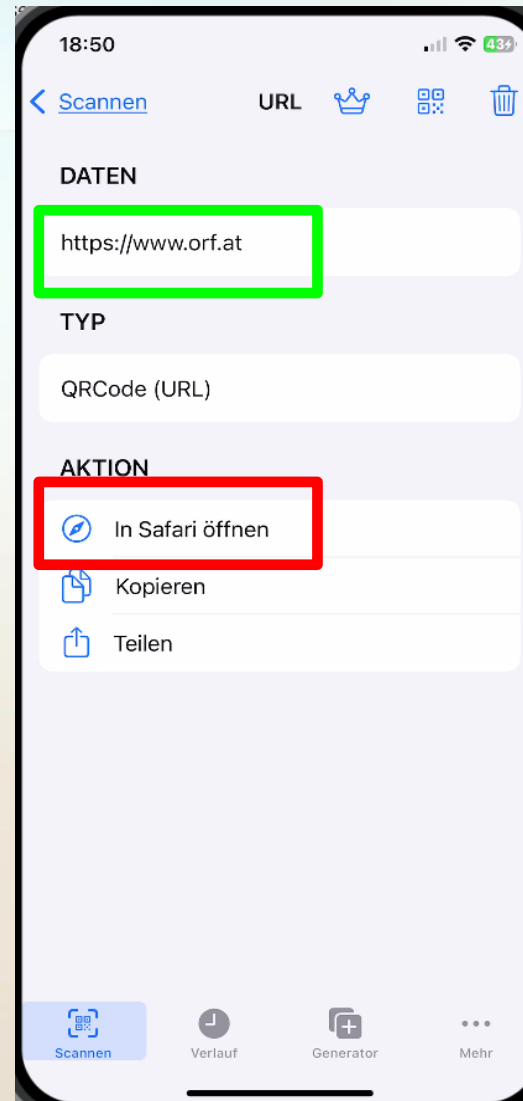 18:50
43
Scannen URL
DATEN
https://www.orf.at
TYP
QRCode (URL)
AKTION
In Safari öffnen
Kopieren
Teilen
Scannen Verlauf Generator Mehr